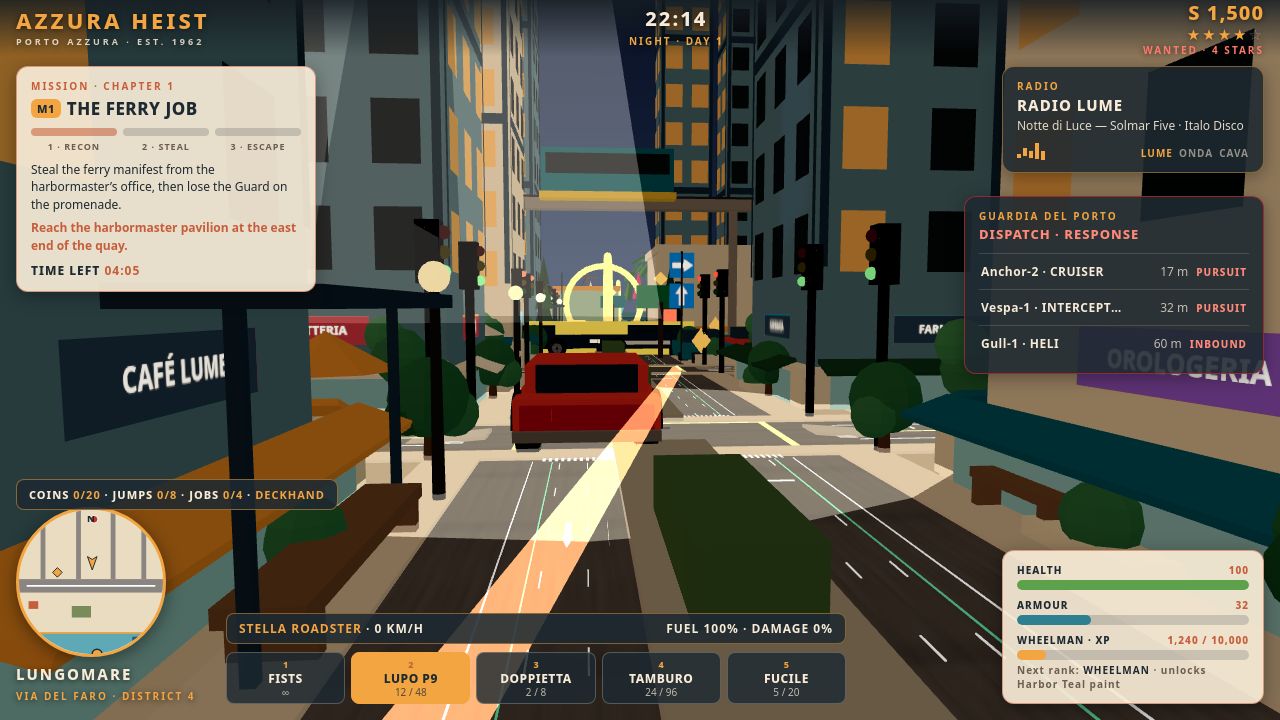 AZZURA HEIST
PORTO AZZURA · EST. 1962
22:14
NIGHT · DAY 1
S 1,500
★★★★☆
WANTED · 4 STARS
MISSION · CHAPTER 1
M1 THE FERRY JOB
1 · RECON 2 · STEAL 3 · ESCAPE
Steal the ferry manifest from the
harbormaster’s office, then lose the Guard on
the promenade.
Reach the harbormaster pavilion at the east
end of the quay.
TIME LEFT 04:05
RADIO
RADIO LUME
Notte di Luce — Solmar Five · Italo Disco
LUME ONDA CAVA
GUARDIA DEL PORTO
DISPATCH · RESPONSE
Anchor-2 · CRUISER 17 m PURSUIT
Vespa-1 · INTERCEPT… 32 m PURSUIT
Gull-1 · HELI 60 m INBOUND
TTERIA
FAR
CAFÉ LUME
OROLOGERIA
COINS 0/20 · JUMPS 0/8 · JOBS 0/4 · DECKHAND
N
LUNGOMARE
VIA DEL FARO · DISTRICT 4
STELLA ROADSTER · 0 KM/H FUEL 100% · DAMAGE 0%
1 2 3 4 5
FISTS LUPO P9 DOPPIETTA TAMBURO FUCILE
∞ 12 / 48 2 / 8 24 / 96 5 / 20
HEALTH 100
ARMOUR 32
WHEELMAN · XP 1,240 / 10,000
Next rank: WHEELMAN · unlocks
Harbor Teal paint